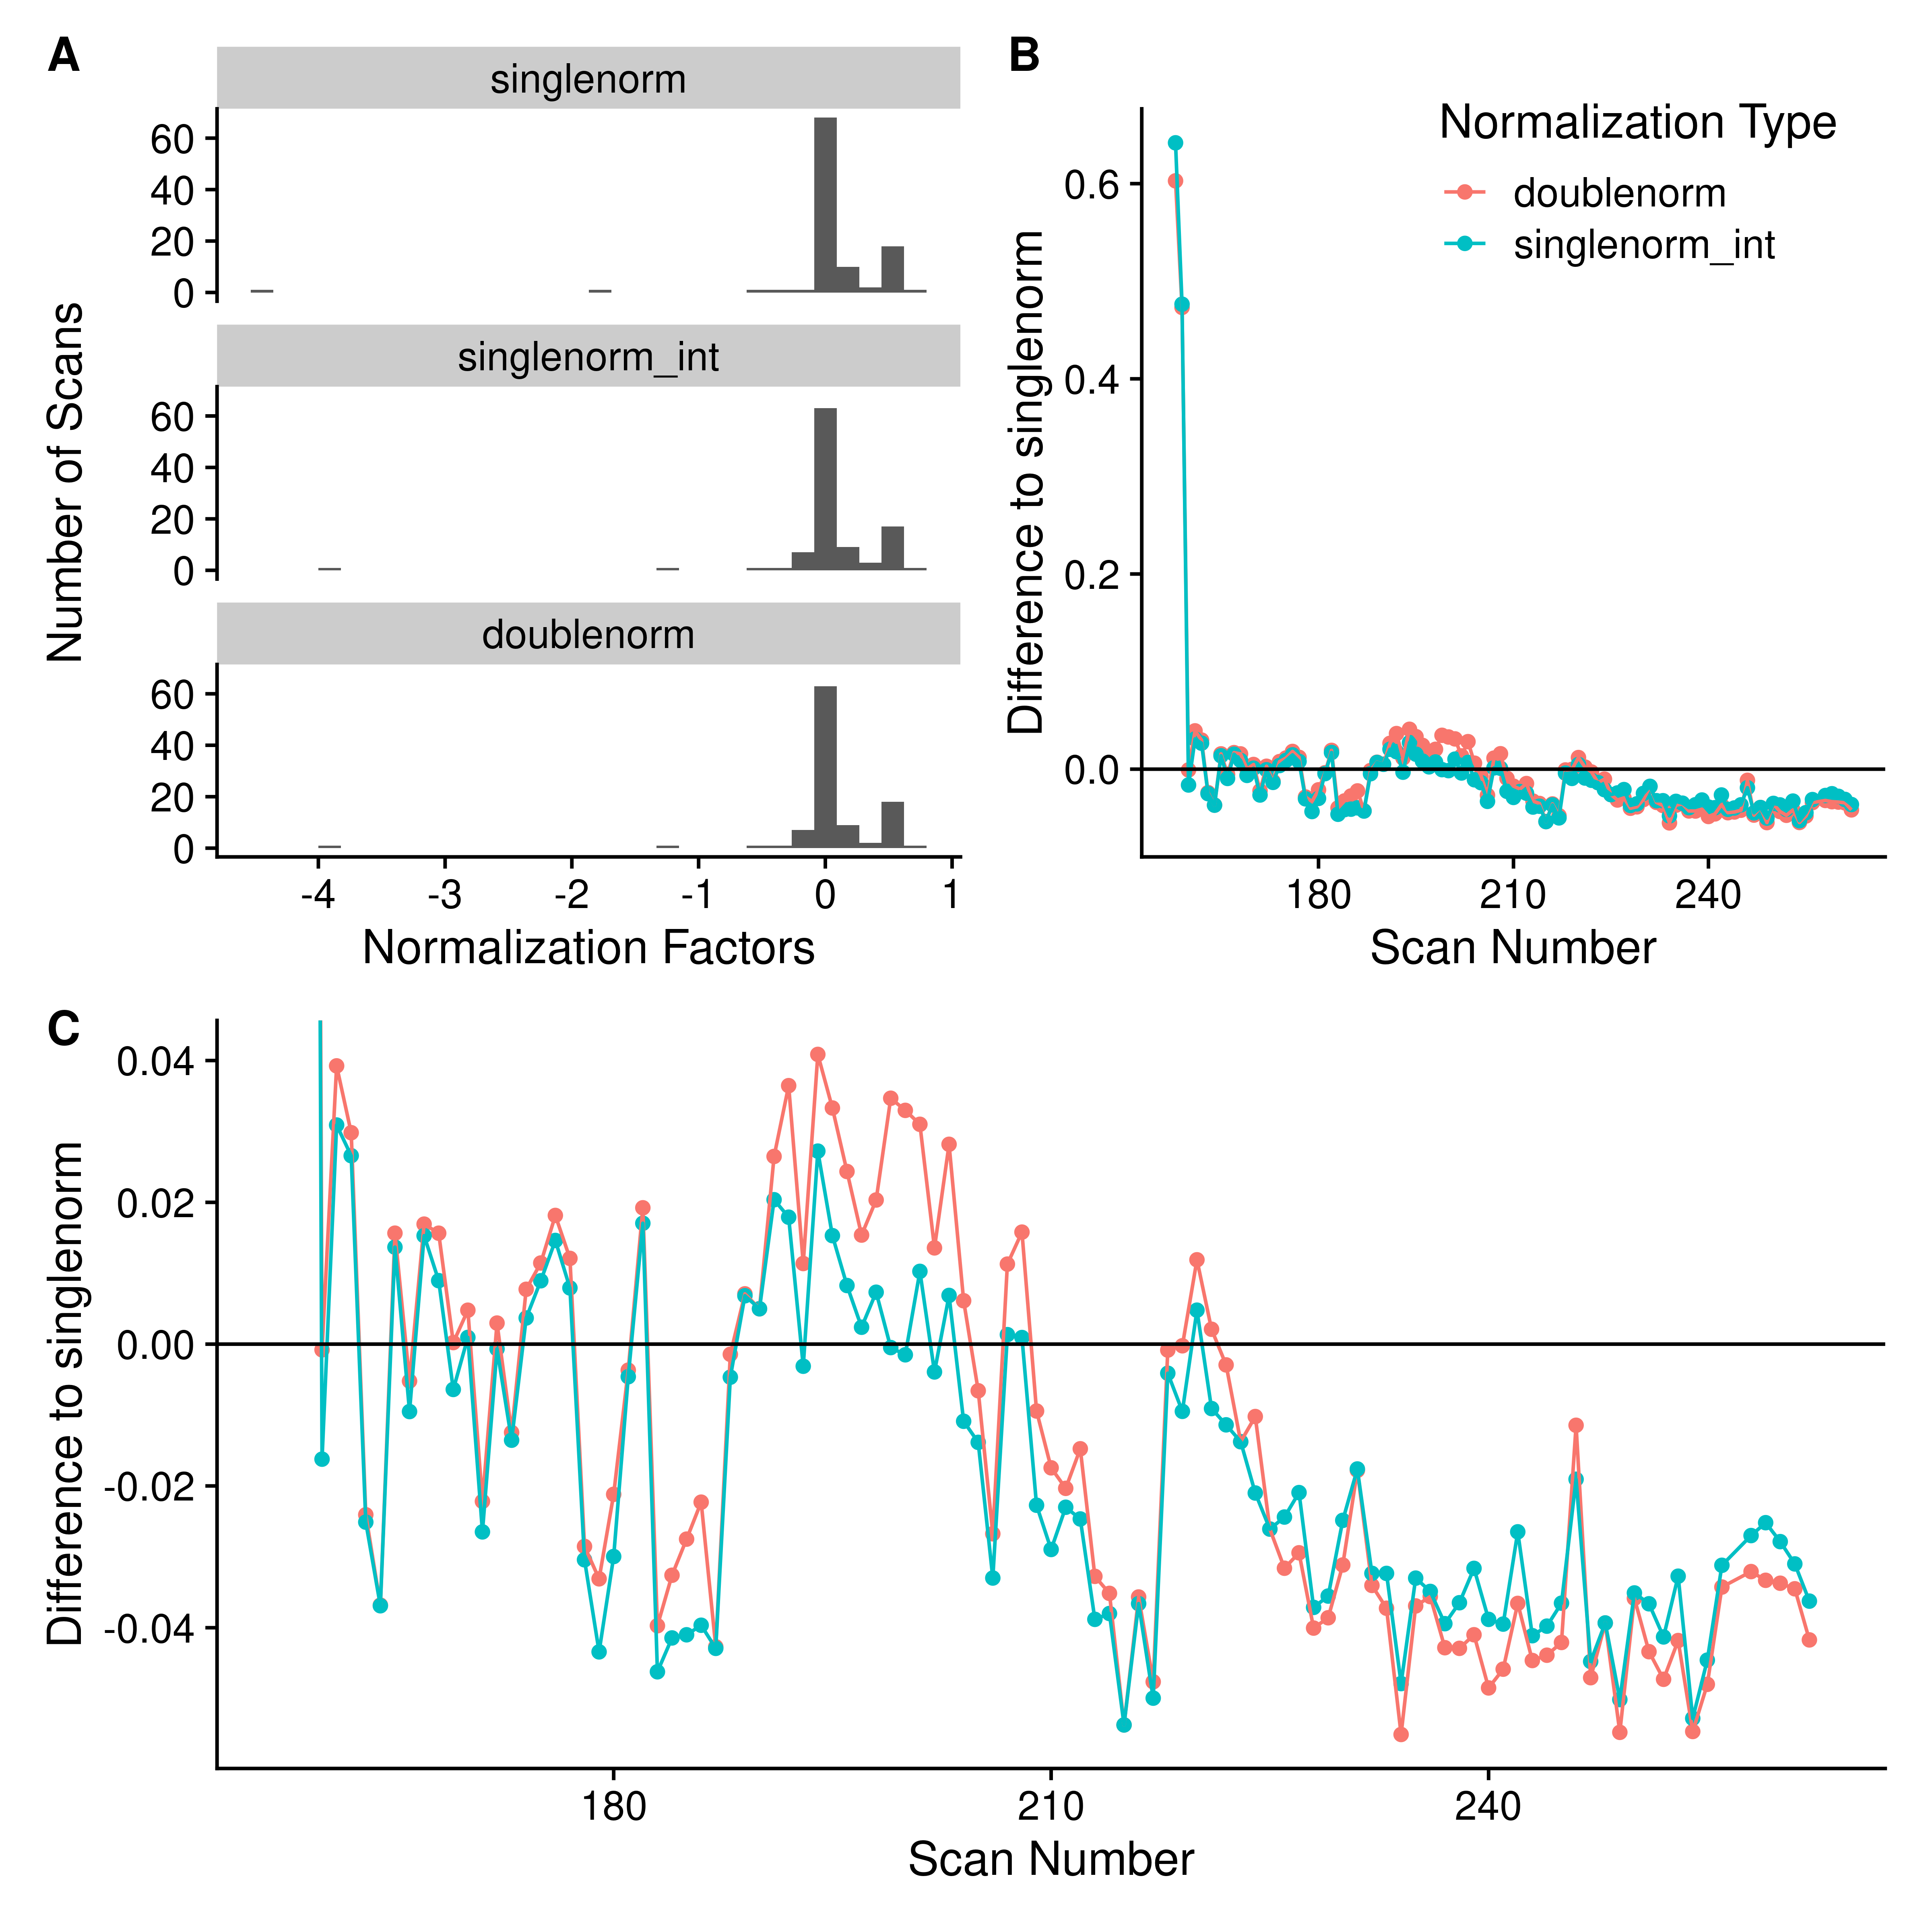 A
singlenorm
60
40
20
0
singlenorm_int
60
40
20
0
doublenorm
60
40
20
0
-4 -3 -2 -1 0 1
Normalization Factors
Number of Scans
B
Normalization Type
doublenorm
singlenorm_int
0.6
0.4
0.2
0.0
180 210 240
Scan Number
Difference to singlenorm
C
0.04
0.02
0.00
-0.02
-0.04
180 210 240
Scan Number
Difference to singlenorm